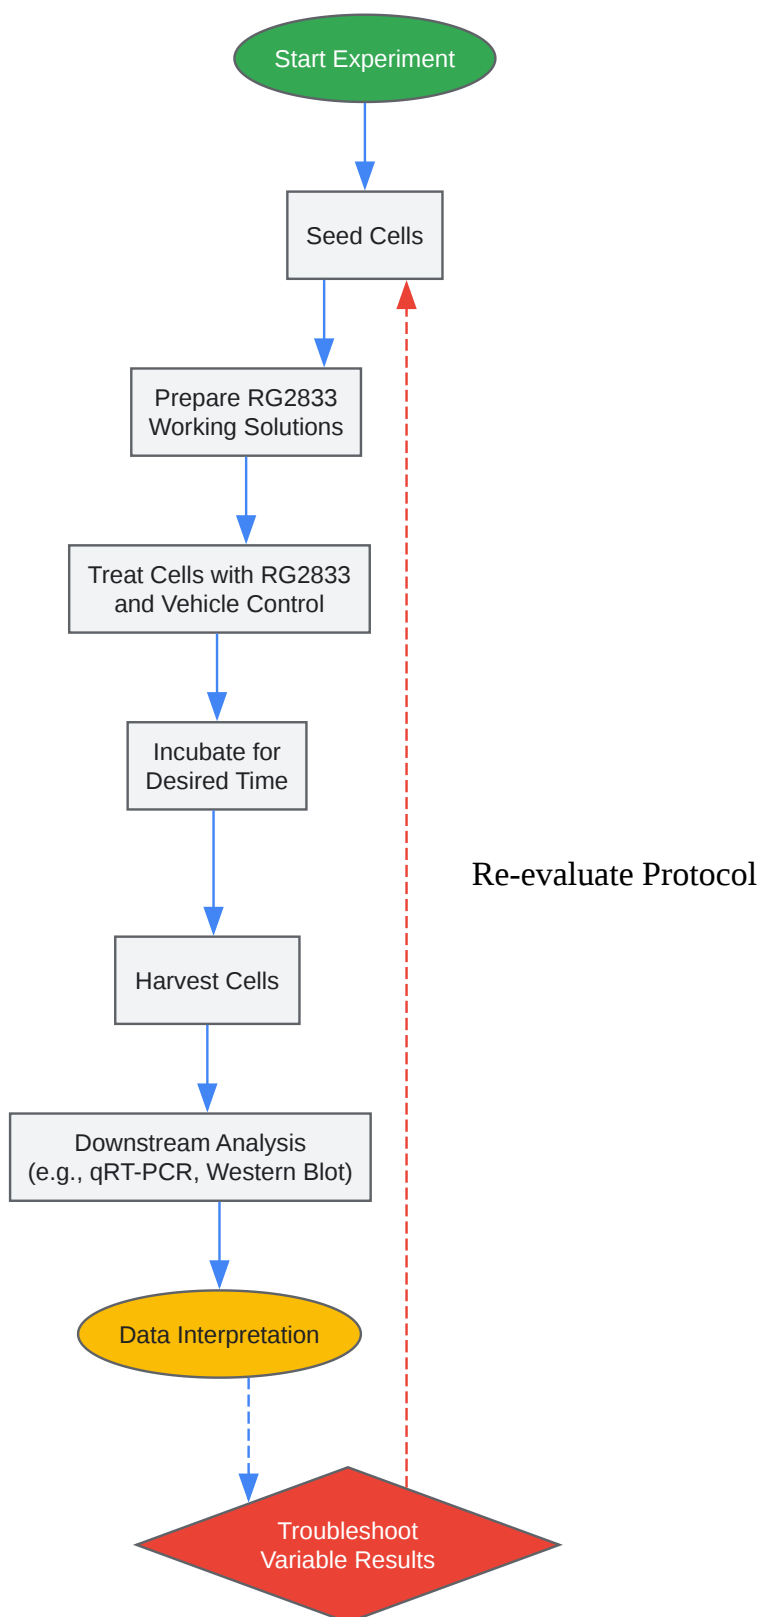 Start Experiment
Seed Cells
Prepare RG2833
Working Solutions
Treat Cells with RG2833
and Vehicle Control
Incubate for
Desired Time
Re-evaluate Protocol
Harvest Cells
Downstream Analysis
(e.g., qRT-PCR, Western Blot)
Data Interpretation
Troubleshoot
Variable Results